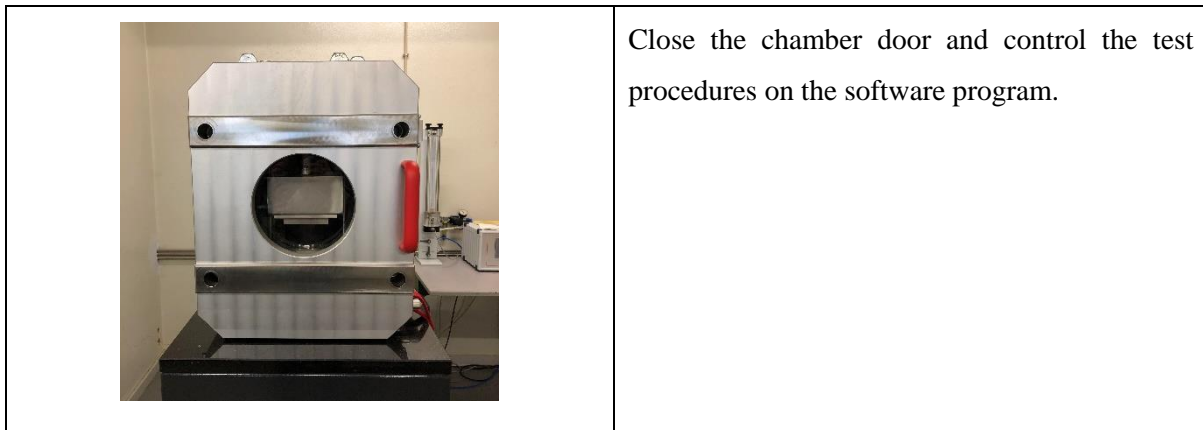 Close the chamber door and control the test
procedures on the software program.